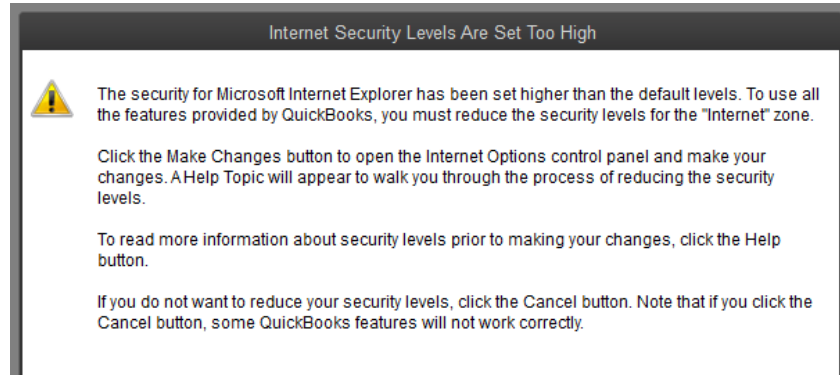 Internet Security Levels Are Set Too High
The security for Microsoft Internet Explorer has been set higher than the default levels. To use all
the features provided by QuickBooks, you must reduce the security levels for the "Internet" zone.
Click the Make Changes button to open the Internet Options control panel and make your
changes. A Help Topic will appear to walk you through the process of reducing the security
levels.
To read more information about security levels prior to making your changes, click the Help
button.
If you do not want to reduce your security levels, click the Cancel button. Note that if you click the
Cancel button, some QuickBooks features will not work correctly.